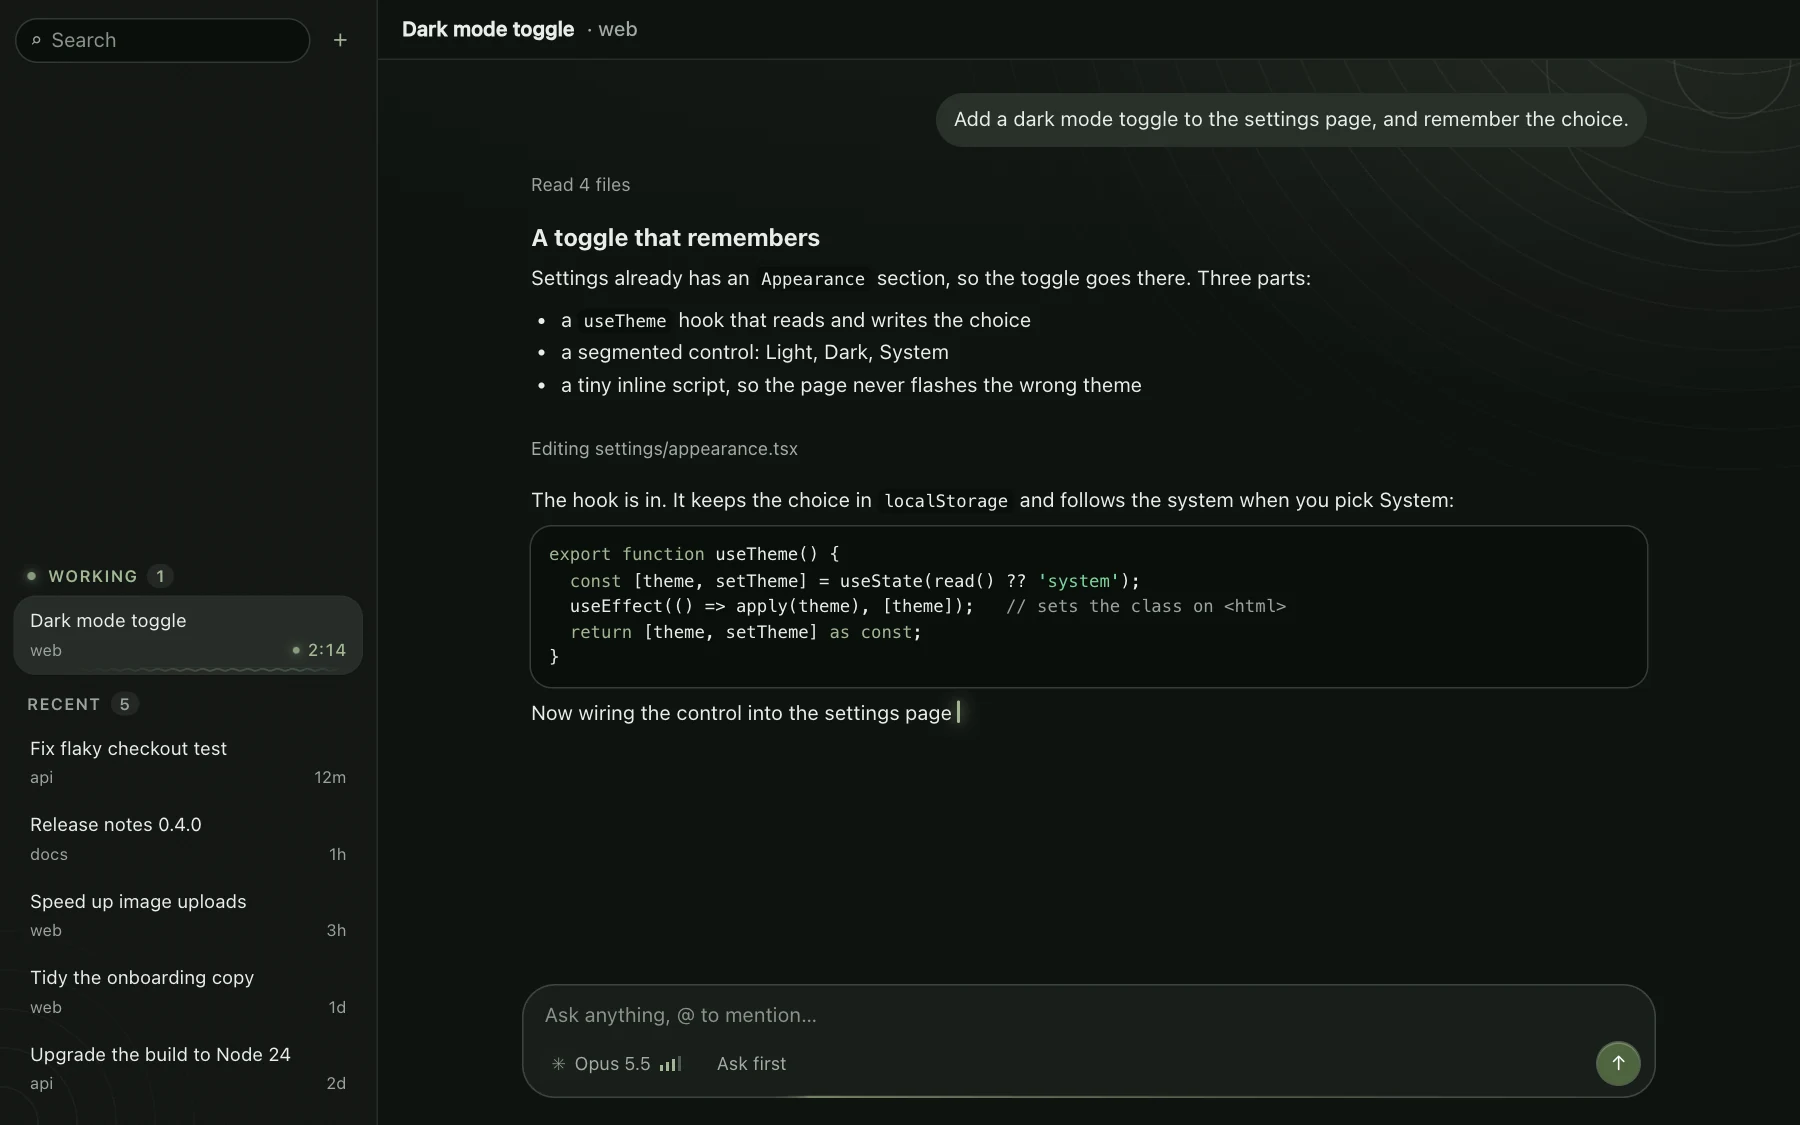 Search
+
WORKING 1
Dark mode toggle
web
2:14
RECENT 5
Fix flaky checkout test
api
12m
Release notes 0.4.0
docs
1h
Speed up image uploads
web
3h
Tidy the onboarding copy
web
1d
Upgrade the build to Node 24
api
2d
Dark mode toggle · web
Add a dark mode toggle to the settings page, and remember the choice.
Read 4 files
A toggle that remembers
Settings already has an Appearance section, so the toggle goes there. Three parts:
• a useTheme hook that reads and writes the choice
• a segmented control: Light, Dark, System
• a tiny inline script, so the page never flashes the wrong theme
Editing settings/appearance.tsx
The hook is in. It keeps the choice in localStorage and follows the system when you pick System:
export function useTheme() {
  const [theme, setTheme] = useState(read() ?? 'system');
  useEffect(() => apply(theme), [theme]);   // sets the class on <html>
  return [theme, setTheme] as const;
}
Now wiring the control into the settings page
Ask anything, @ to mention...
Opus 5.5
Ask first